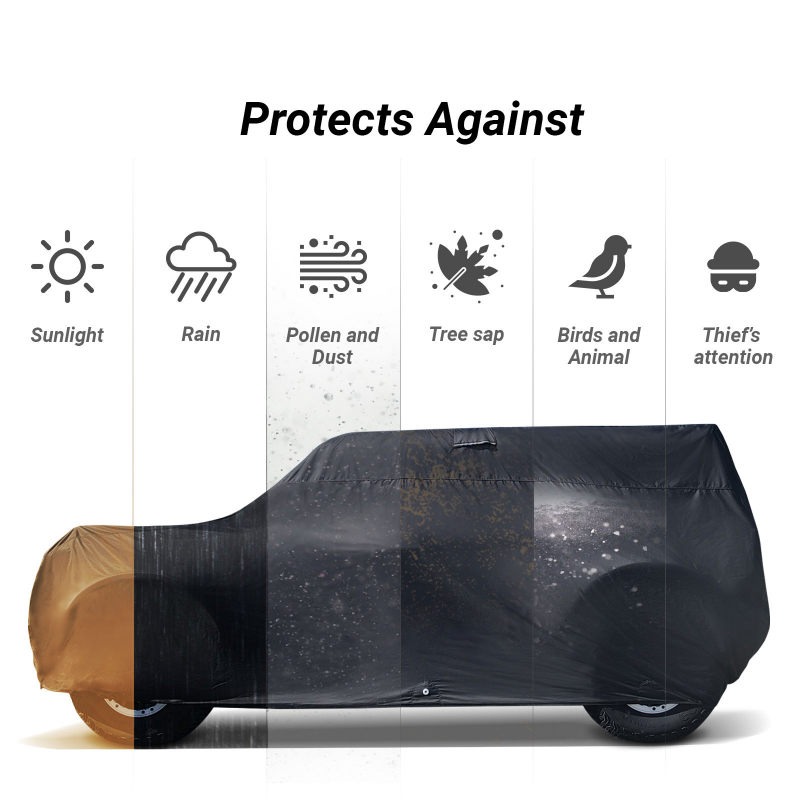 Protects Against
Sunlight
Rain
Pollen and
Dust
Tree sap
Birds and
Animal
Thief's
attention